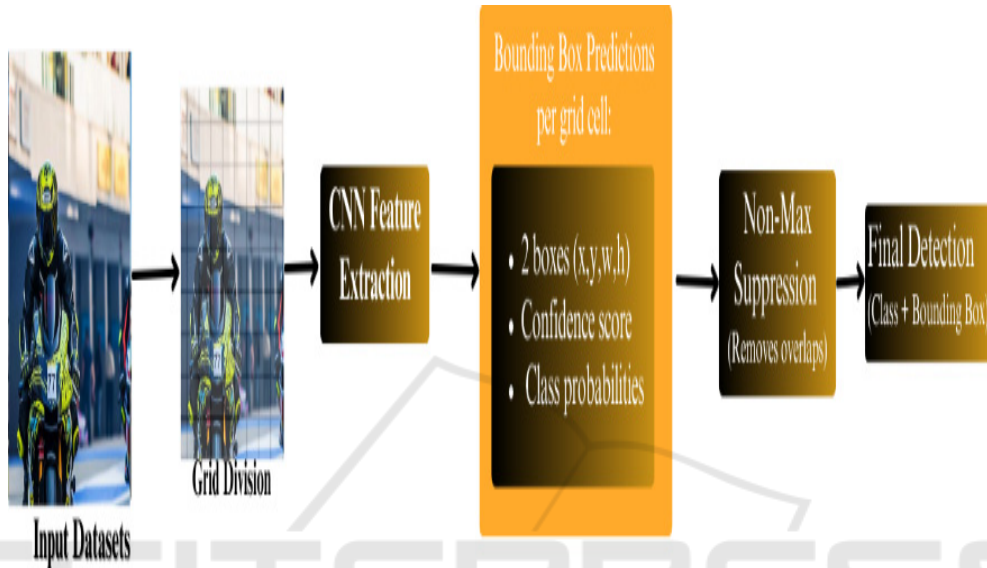 Input Datasets
Grid Division
CNN Feature
Extraction
Bounding Box Predictions
per grid cell:
• 2 boxes (x,y,w,h)
• Confidence score
• Class probabilities
Non-Max
Suppression
(Removes overlaps)
Final Detection
(Class + Bounding Box)